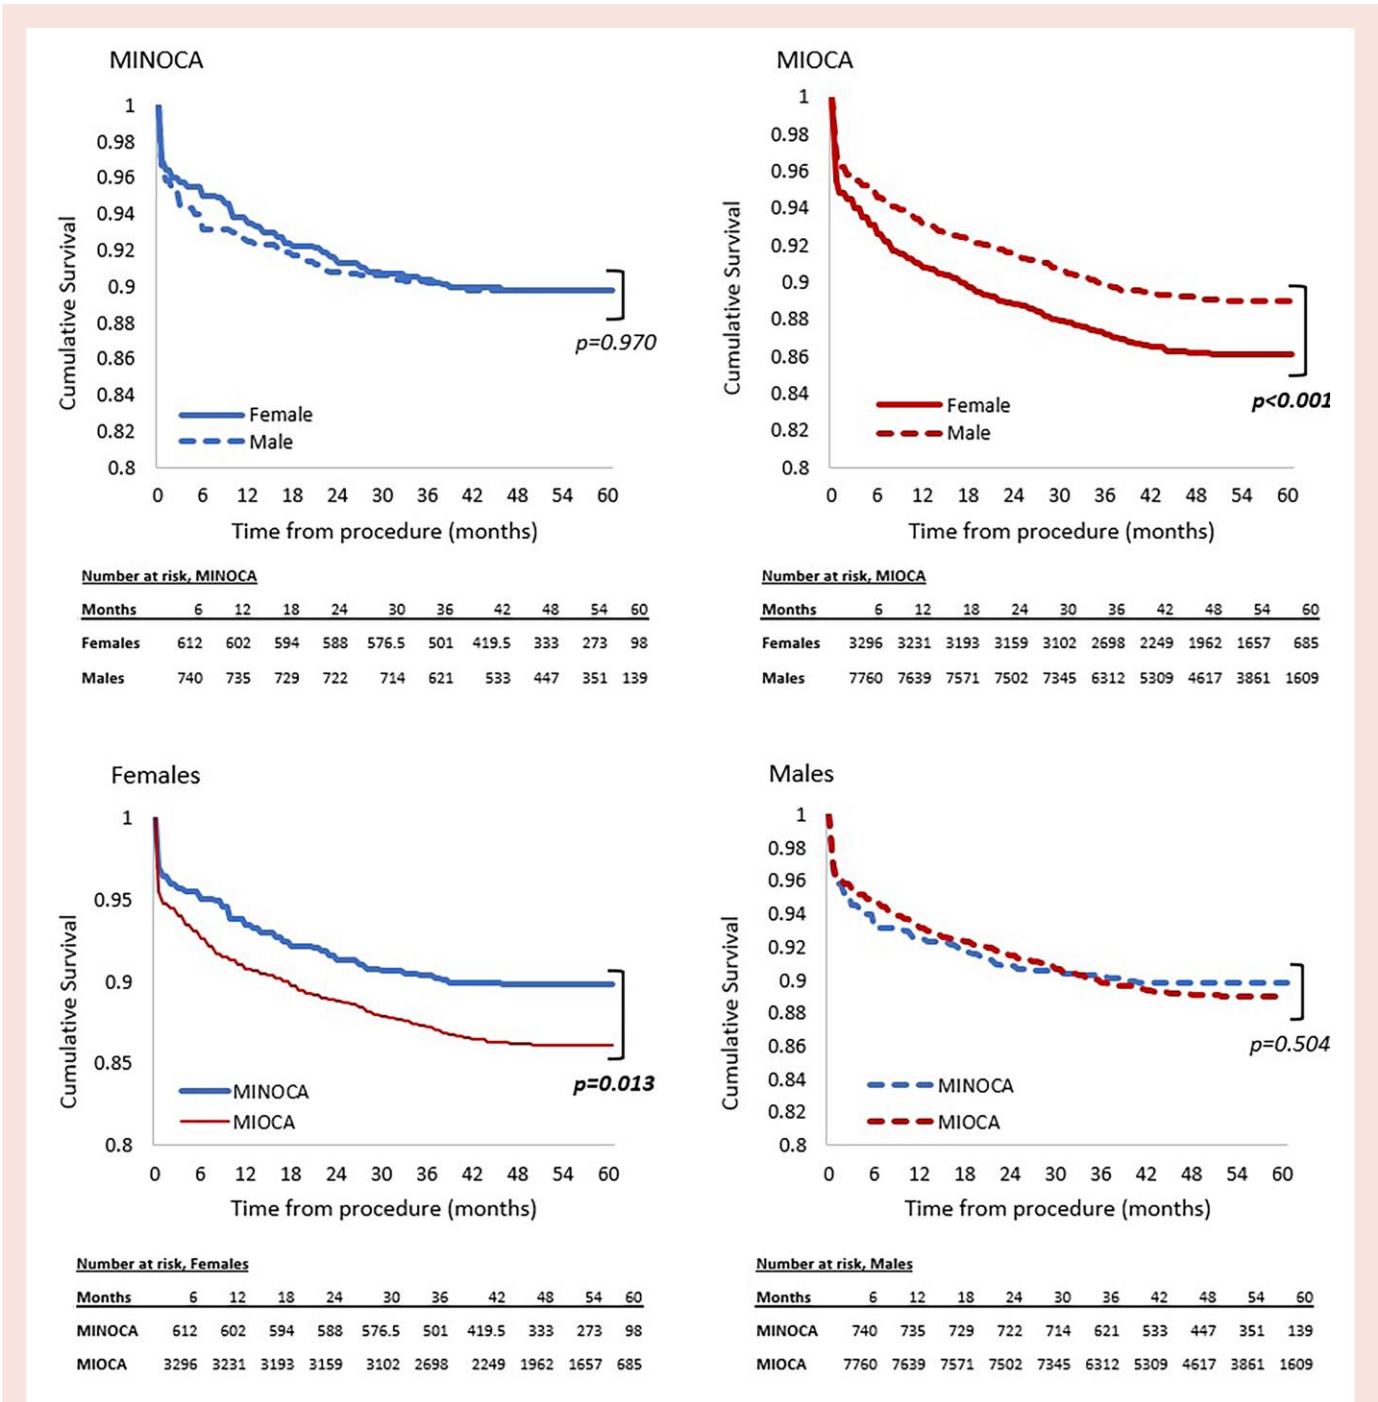 MINOCA
1
0.98
0.96
0.94
0.92
0.9
0.88
0.86
0.84
0.82
0.8
Cumulative Survival
p=0.970
Female
Male
0 6 12 18 24 30 36 42 48 54 60
Time from procedure (months)
Number at risk, MINOCA
Months 6 12 18 24 30 36 42 48 54 60
Females 612 602 594 588 576.5 501 419.5 333 273 98
Males 740 735 729 722 714 621 533 447 351 139
MIOCA
1
0.98
0.96
0.94
0.92
0.9
0.88
0.86
0.84
0.82
0.8
Cumulative Survival
p<0.001
Female
Male
0 6 12 18 24 30 36 42 48 54 60
Time from procedure (months)
Number at risk, MIOCA
Months 6 12 18 24 30 36 42 48 54 60
Females 3296 3231 3193 3159 3102 2698 2249 1962 1657 685
Males 7760 7639 7571 7502 7345 6312 5309 4617 3861 1609
Females
1
0.95
0.9
0.85
0.8
Cumulative Survival
p=0.013
MINOCA
MIOCA
0 6 12 18 24 30 36 42 48 54 60
Time from procedure (months)
Number at risk, Females
Months 6 12 18 24 30 36 42 48 54 60
MINOCA 612 602 594 588 576.5 501 419.5 333 273 98
MIOCA 3296 3231 3193 3159 3102 2698 2249 1962 1657 685
Males
1
0.98
0.96
0.94
0.92
0.9
0.88
0.86
0.84
0.82
0.8
Cumulative Survival
p=0.504
MINOCA
MIOCA
0 6 12 18 24 30 36 42 48 54 60
Time from procedure (months)
Number at risk, Males
Months 6 12 18 24 30 36 42 48 54 60
MINOCA 740 735 729 722 714 621 533 447 351 139
MIOCA 7760 7639 7571 7502 7345 6312 5309 4617 3861 1609